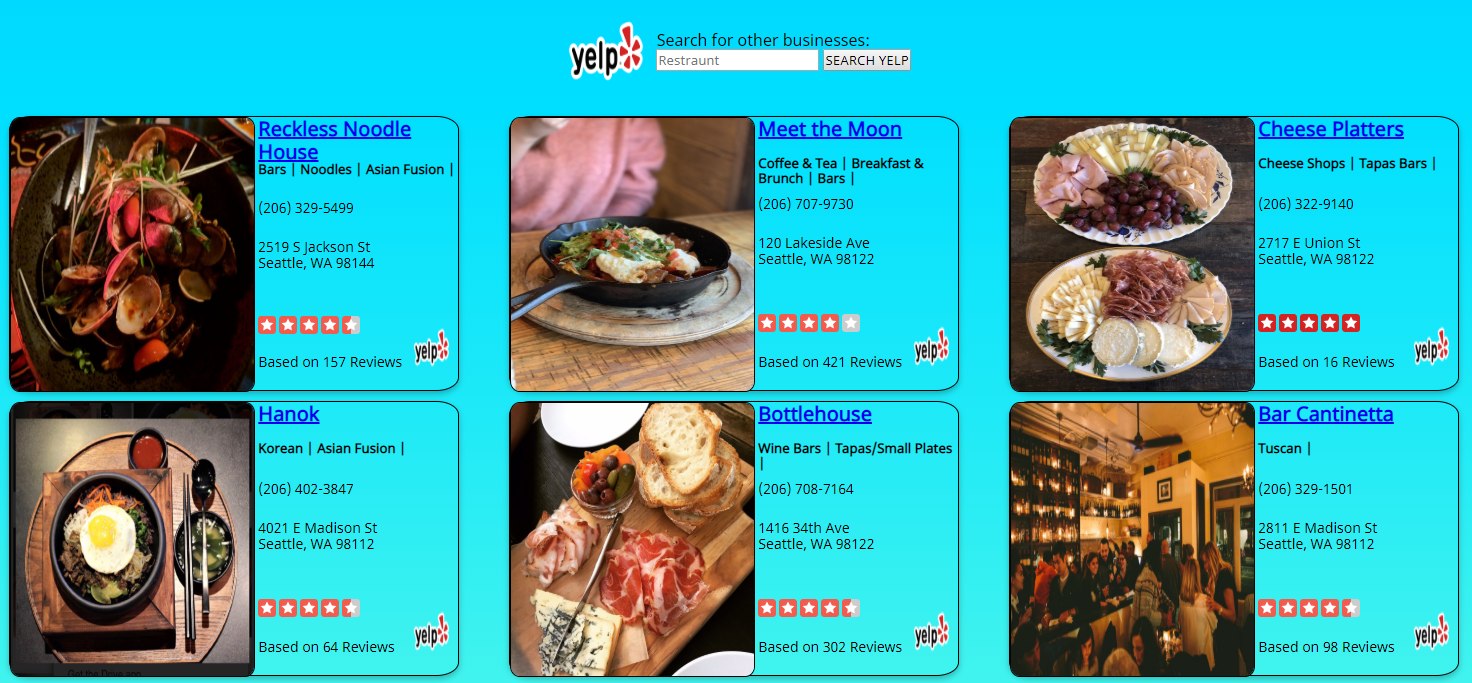 yelp
Search for other businesses:
Restraunt
SEARCH YELP
Reckless Noodle
House
Bars | Noodles | Asian Fusion |
(206) 329-5499
2519 S Jackson St
Seattle, WA 98144
Based on 157 Reviews
yelp
Meet the Moon
Coffee & Tea | Breakfast &
Brunch | Bars |
(206) 707-9730
120 Lakeside Ave
Seattle, WA 98122
Based on 421 Reviews
yelp
Cheese Platters
Cheese Shops | Tapas Bars |
(206) 322-9140
2717 E Union St
Seattle, WA 98122
Based on 16 Reviews
yelp
Hanok
Korean | Asian Fusion |
(206) 402-3847
4021 E Madison St
Seattle, WA 98112
Based on 64 Reviews
yelp
Get the Drive app
Bottlehouse
Wine Bars | Tapas/Small Plates
|
(206) 708-7164
1416 34th Ave
Seattle, WA 98122
Based on 302 Reviews
yelp
Bar Cantinetta
Tuscan |
(206) 329-1501
2811 E Madison St
Seattle, WA 98112
Based on 98 Reviews
yelp